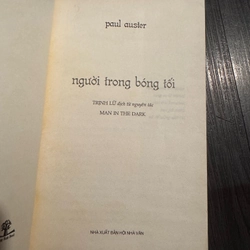 paul auster
người trong bóng tối
TRỊNH LỮ dịch từ nguyên tác
MAN IN THE DARK
NHÀ XUẤT BẢN HỘI NHÀ VĂN